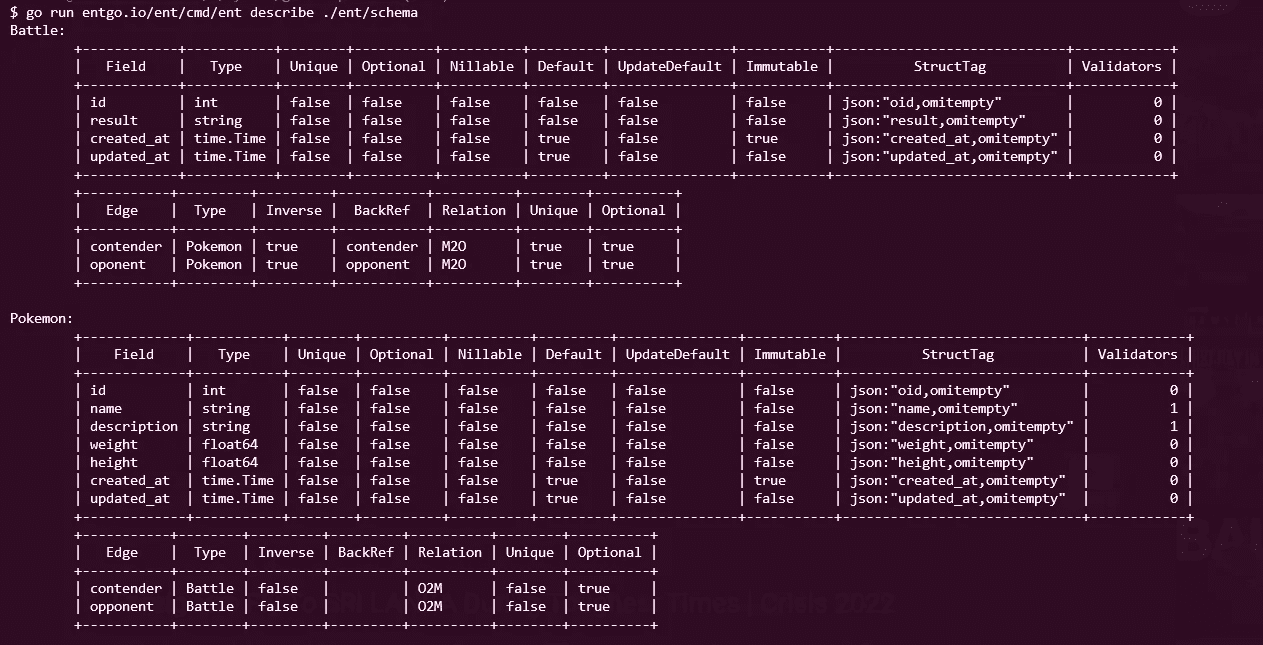 $ go run entgo.io/ent/cmd/ent describe ./ent/schema
Battle:
+------------+-----------+--------+----------+----------+---------+---------------+-----------+-----------------------------+------------+
| Field | Type | Unique | Optional | Nillable | Default | UpdateDefault | Immutable | StructTag | Validators |
+------------+-----------+--------+----------+----------+---------+---------------+-----------+-----------------------------+------------+
| id | int | false | false | false | false | false | false | json:"oid,omitempty" | 0 |
| result | string | false | false | false | false | false | false | json:"result,omitempty" | 0 |
| created_at | time.Time | false | false | false | true | false | true | json:"created_at,omitempty" | 0 |
| updated_at | time.Time | false | false | false | true | false | false | json:"updated_at,omitempty" | 0 |
+------------+-----------+--------+----------+----------+---------+---------------+-----------+-----------------------------+------------+
+-----------+---------+---------+-----------+----------+--------+----------+
| Edge | Type | Inverse | BackRef | Relation | Unique | Optional |
+-----------+---------+---------+-----------+----------+--------+----------+
| contender | Pokemon | true | contender | M2O | true | true |
| oponent | Pokemon | true | opponent | M2O | true | true |
+-----------+---------+---------+-----------+----------+--------+----------+
Pokemon:
+-------------+-----------+--------+----------+----------+---------+---------------+-----------+------------------------------+------------+
| Field | Type | Unique | Optional | Nillable | Default | UpdateDefault | Immutable | StructTag | Validators |
+-------------+-----------+--------+----------+----------+---------+---------------+-----------+------------------------------+------------+
| id | int | false | false | false | false | false | false | json:"oid,omitempty" | 0 |
| name | string | false | false | false | false | false | false | json:"name,omitempty" | 1 |
| description | string | false | false | false | false | false | false | json:"description,omitempty" | 1 |
| weight | float64 | false | false | false | false | false | false | json:"weight,omitempty" | 0 |
| height | float64 | false | false | false | false | false | false | json:"height,omitempty" | 0 |
| created_at | time.Time | false | false | false | true | false | true | json:"created_at,omitempty" | 0 |
| updated_at | time.Time | false | false | false | true | false | false | json:"updated_at,omitempty" | 0 |
+-------------+-----------+--------+----------+----------+---------+---------------+-----------+------------------------------+------------+
+-----------+--------+---------+---------+----------+--------+----------+
| Edge | Type | Inverse | BackRef | Relation | Unique | Optional |
+-----------+--------+---------+---------+----------+--------+----------+
| contender | Battle | false | | O2M | false | true |
| opponent | Battle | false | | O2M | false | true |
+-----------+--------+---------+---------+----------+--------+----------+